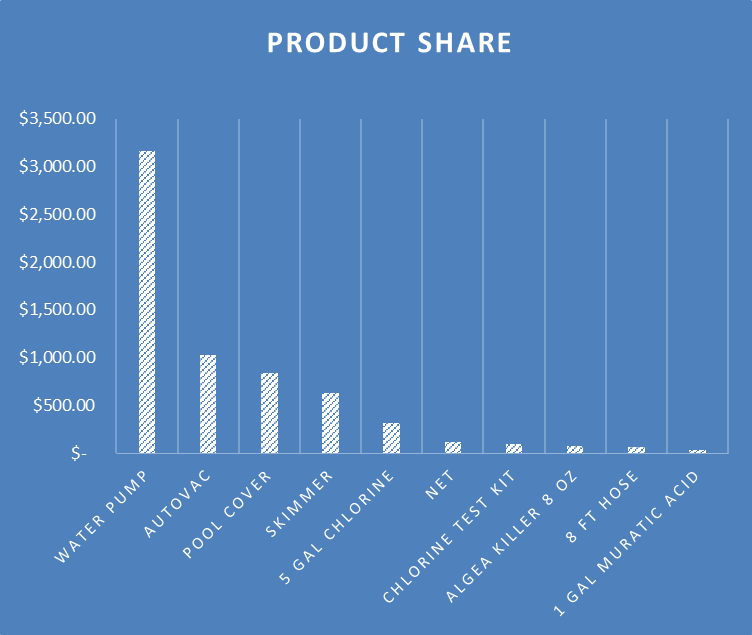 PRODUCT SHARE
$3,500.00
$3,000.00
$2,500.00
$2,000.00
$1,500.00
$1,000.00
$500.00
$-
WATER PUMP
AUTOVAC
POOL COVER
SKIMMER
5 GAL CHLORINE
NET
CHLORINE TEST KIT
ALGEA KILLER 8 OZ
8 FT HOSE
1 GAL MURATIC ACID